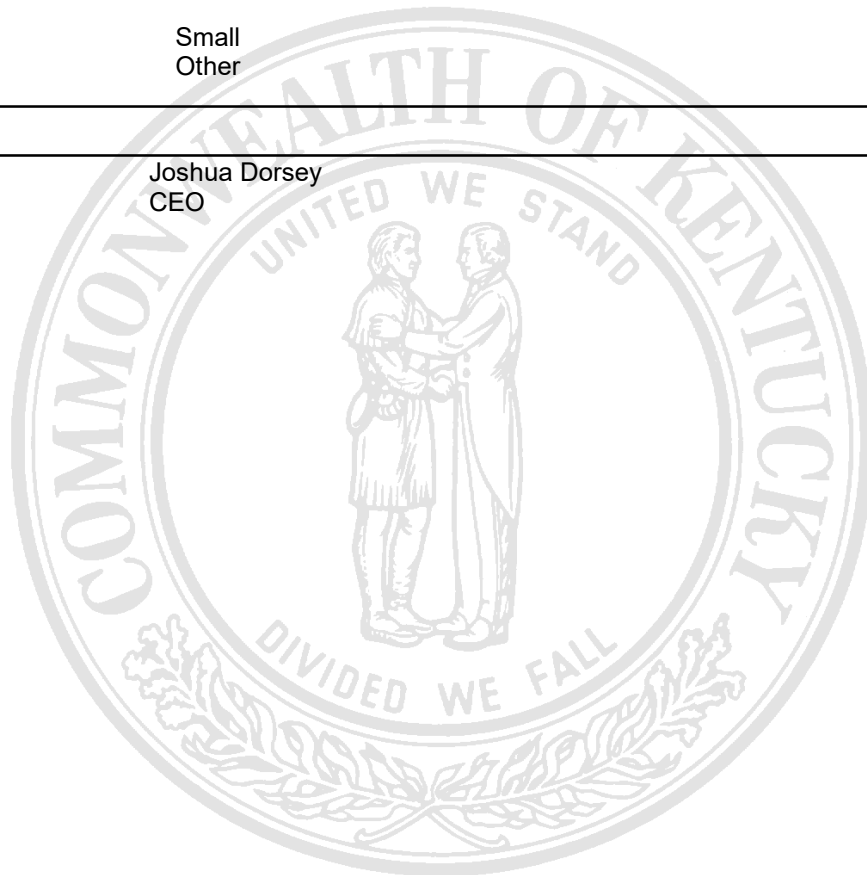 Small
Other
Joshua Dorsey
CEO
COMMONWEALTH OF KENTUCKY
UNITED WE STAND
DIVIDED WE FALL